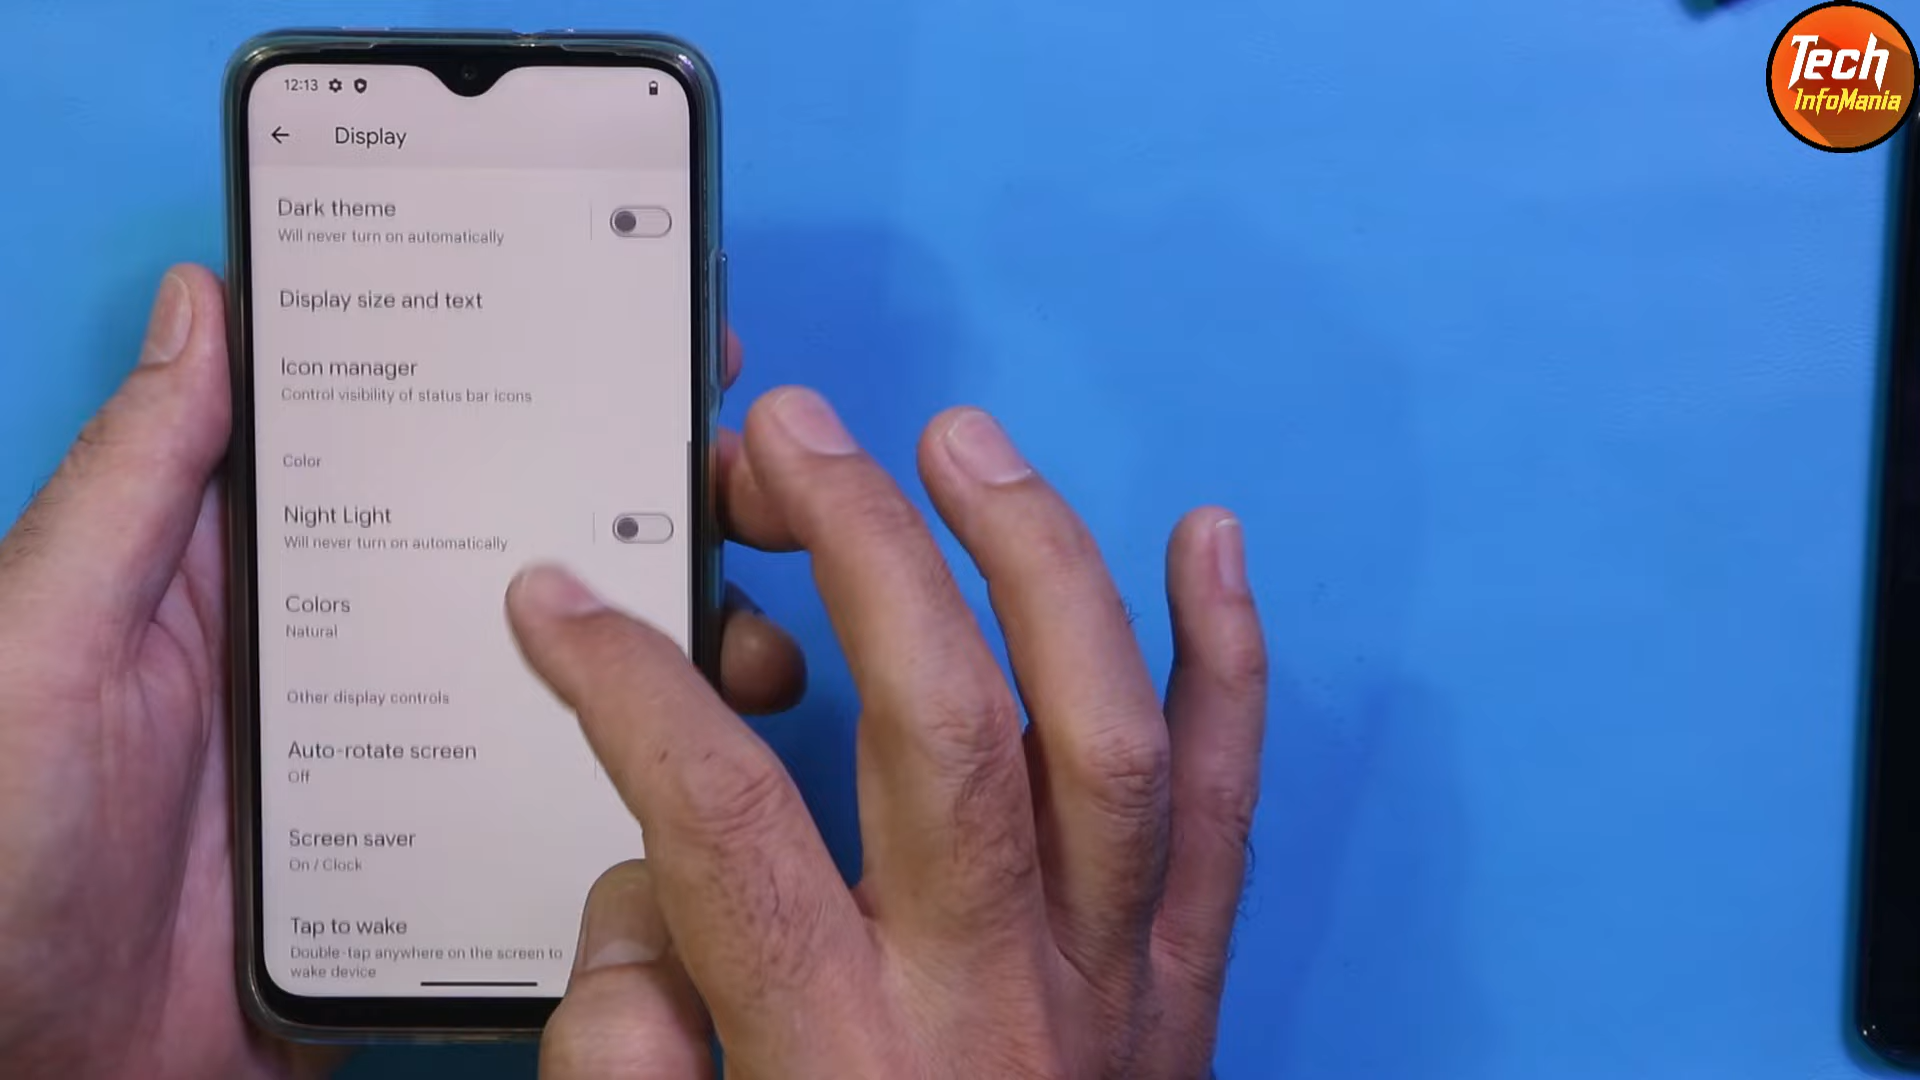 12:13
Display
Dark theme
Will never turn on automatically
Display size and text
Icon manager
Control visibility of status bar icons
Color
Night Light
Will never turn on automatically
Colors
Natural
Other display controls
Auto-rotate screen
Off
Screen saver
On / Clock
Tap to wake
Double-tap anywhere on the screen to
wake device
Tech
InfoMania